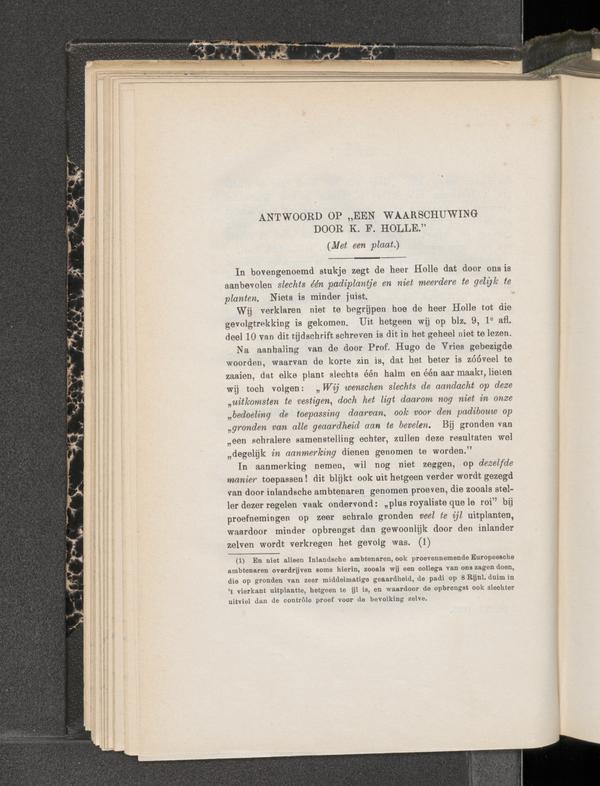 ANTWOORD OP „EEN WAARSCHUWING
DOOR K. F. HOLLE.”
(Met een plaat.)
In bovengenoemd stukje zegt de heer Holle dat door ons is
aanbevolen slechts één padiplantje en niet meerdere te gelijk te
planten. Niets is minder juist.
Wij verklaren niet te begrijpen hoe de heer Holle tot die
gevolgtrekking is gekomen. Uit hetgeen wij op blz. 9, 1e afl.
deel 10 van dit tijdschrift schreven is dit in het geheel niet te lezen.
Na aanhaling van de door Prof. Hugo de Vries gebezigde
woorden, waarvan de korte zin is, dat het beter is zóóveel te
zaaien, dat elke plant slechts één halm en één aar maakt, lieten
wij toch volgen: „Wij wenschen slechts de aandacht op deze
„uitkomsten te vestigen, doch het ligt daarom nog niet in onze
„bedoeling de toepassing daarvan, ook voor den padibouw op
„gronden van alle geaardheid aan te bevelen. Bij gronden van
„een schralere samenstelling echter, zullen deze resultaten wel
„degelijk in aanmerking dienen genomen te worden.”
In aanmerking nemen, wil nog niet zeggen, op dezelfde
manier toepassen! dit blijkt ook uit hetgeen verder wordt gezegd
van door inlandsche ambtenaren genomen proeven, die zooals stel-
ler dezer regelen vaak ondervond: „plus royaliste que le roi” bij
proefnemingen op zeer schrale gronden veel te ijl uitplanten,
waardoor minder opbrengst dan gewoonlijk door den inlander
zelven wordt verkregen het gevolg was. (1)
(1) En niet alleen Inlandsche ambtenaren, ook proevennemende Europeesche
ambtenaren overdrijven soms hierin, zooals wij een collega van ons zagen doen,
die op gronden van zeer middelmatige geaardheid, de padi op 8 Rijnl. duim in
't vierkant uitplantte, hetgeen te ijl is, en waardoor de opbrengst ook slechter
uitviel dan de contrôle proef voor de bevolking zelve.